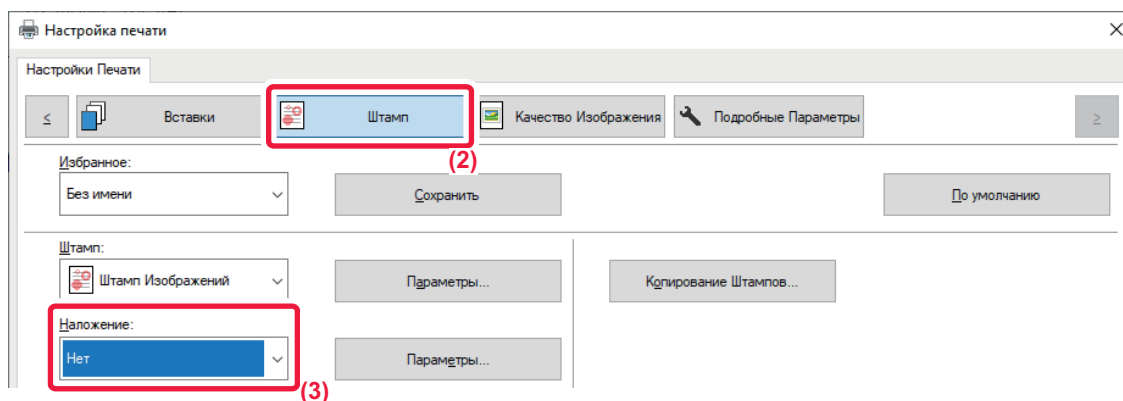 Настройка печати
Настройки Печати
< Вставки Штамп Качество Изображения Подробные Параметры >
(2)
Избранное:
Без имени Сохранить По умолчанию
Штамп:
Штамп Изображений Параметры... Копирование Штампов...
Наложение:
Нет Параметры...
(3)